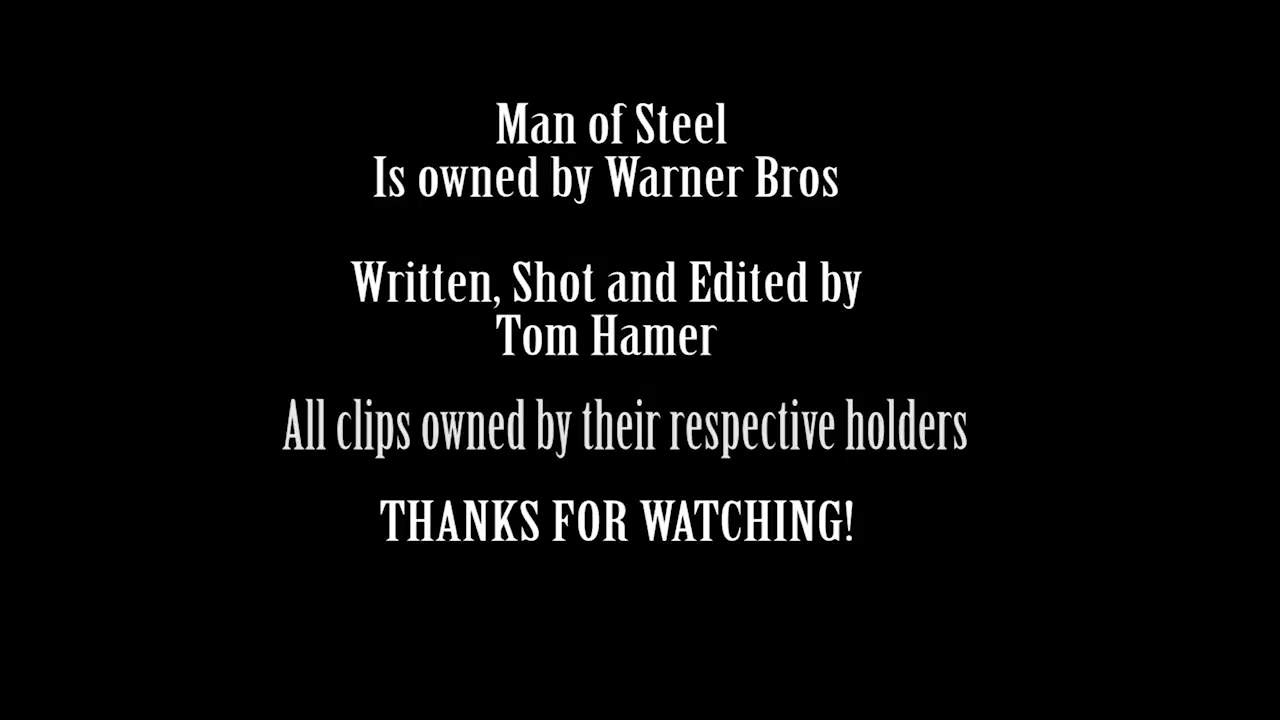 Man of Steel
Is owned by Warner Bros
Written, Shot and Edited by
Tom Hamer
All clips owned by their respective holders
THANKS FOR WATCHING!